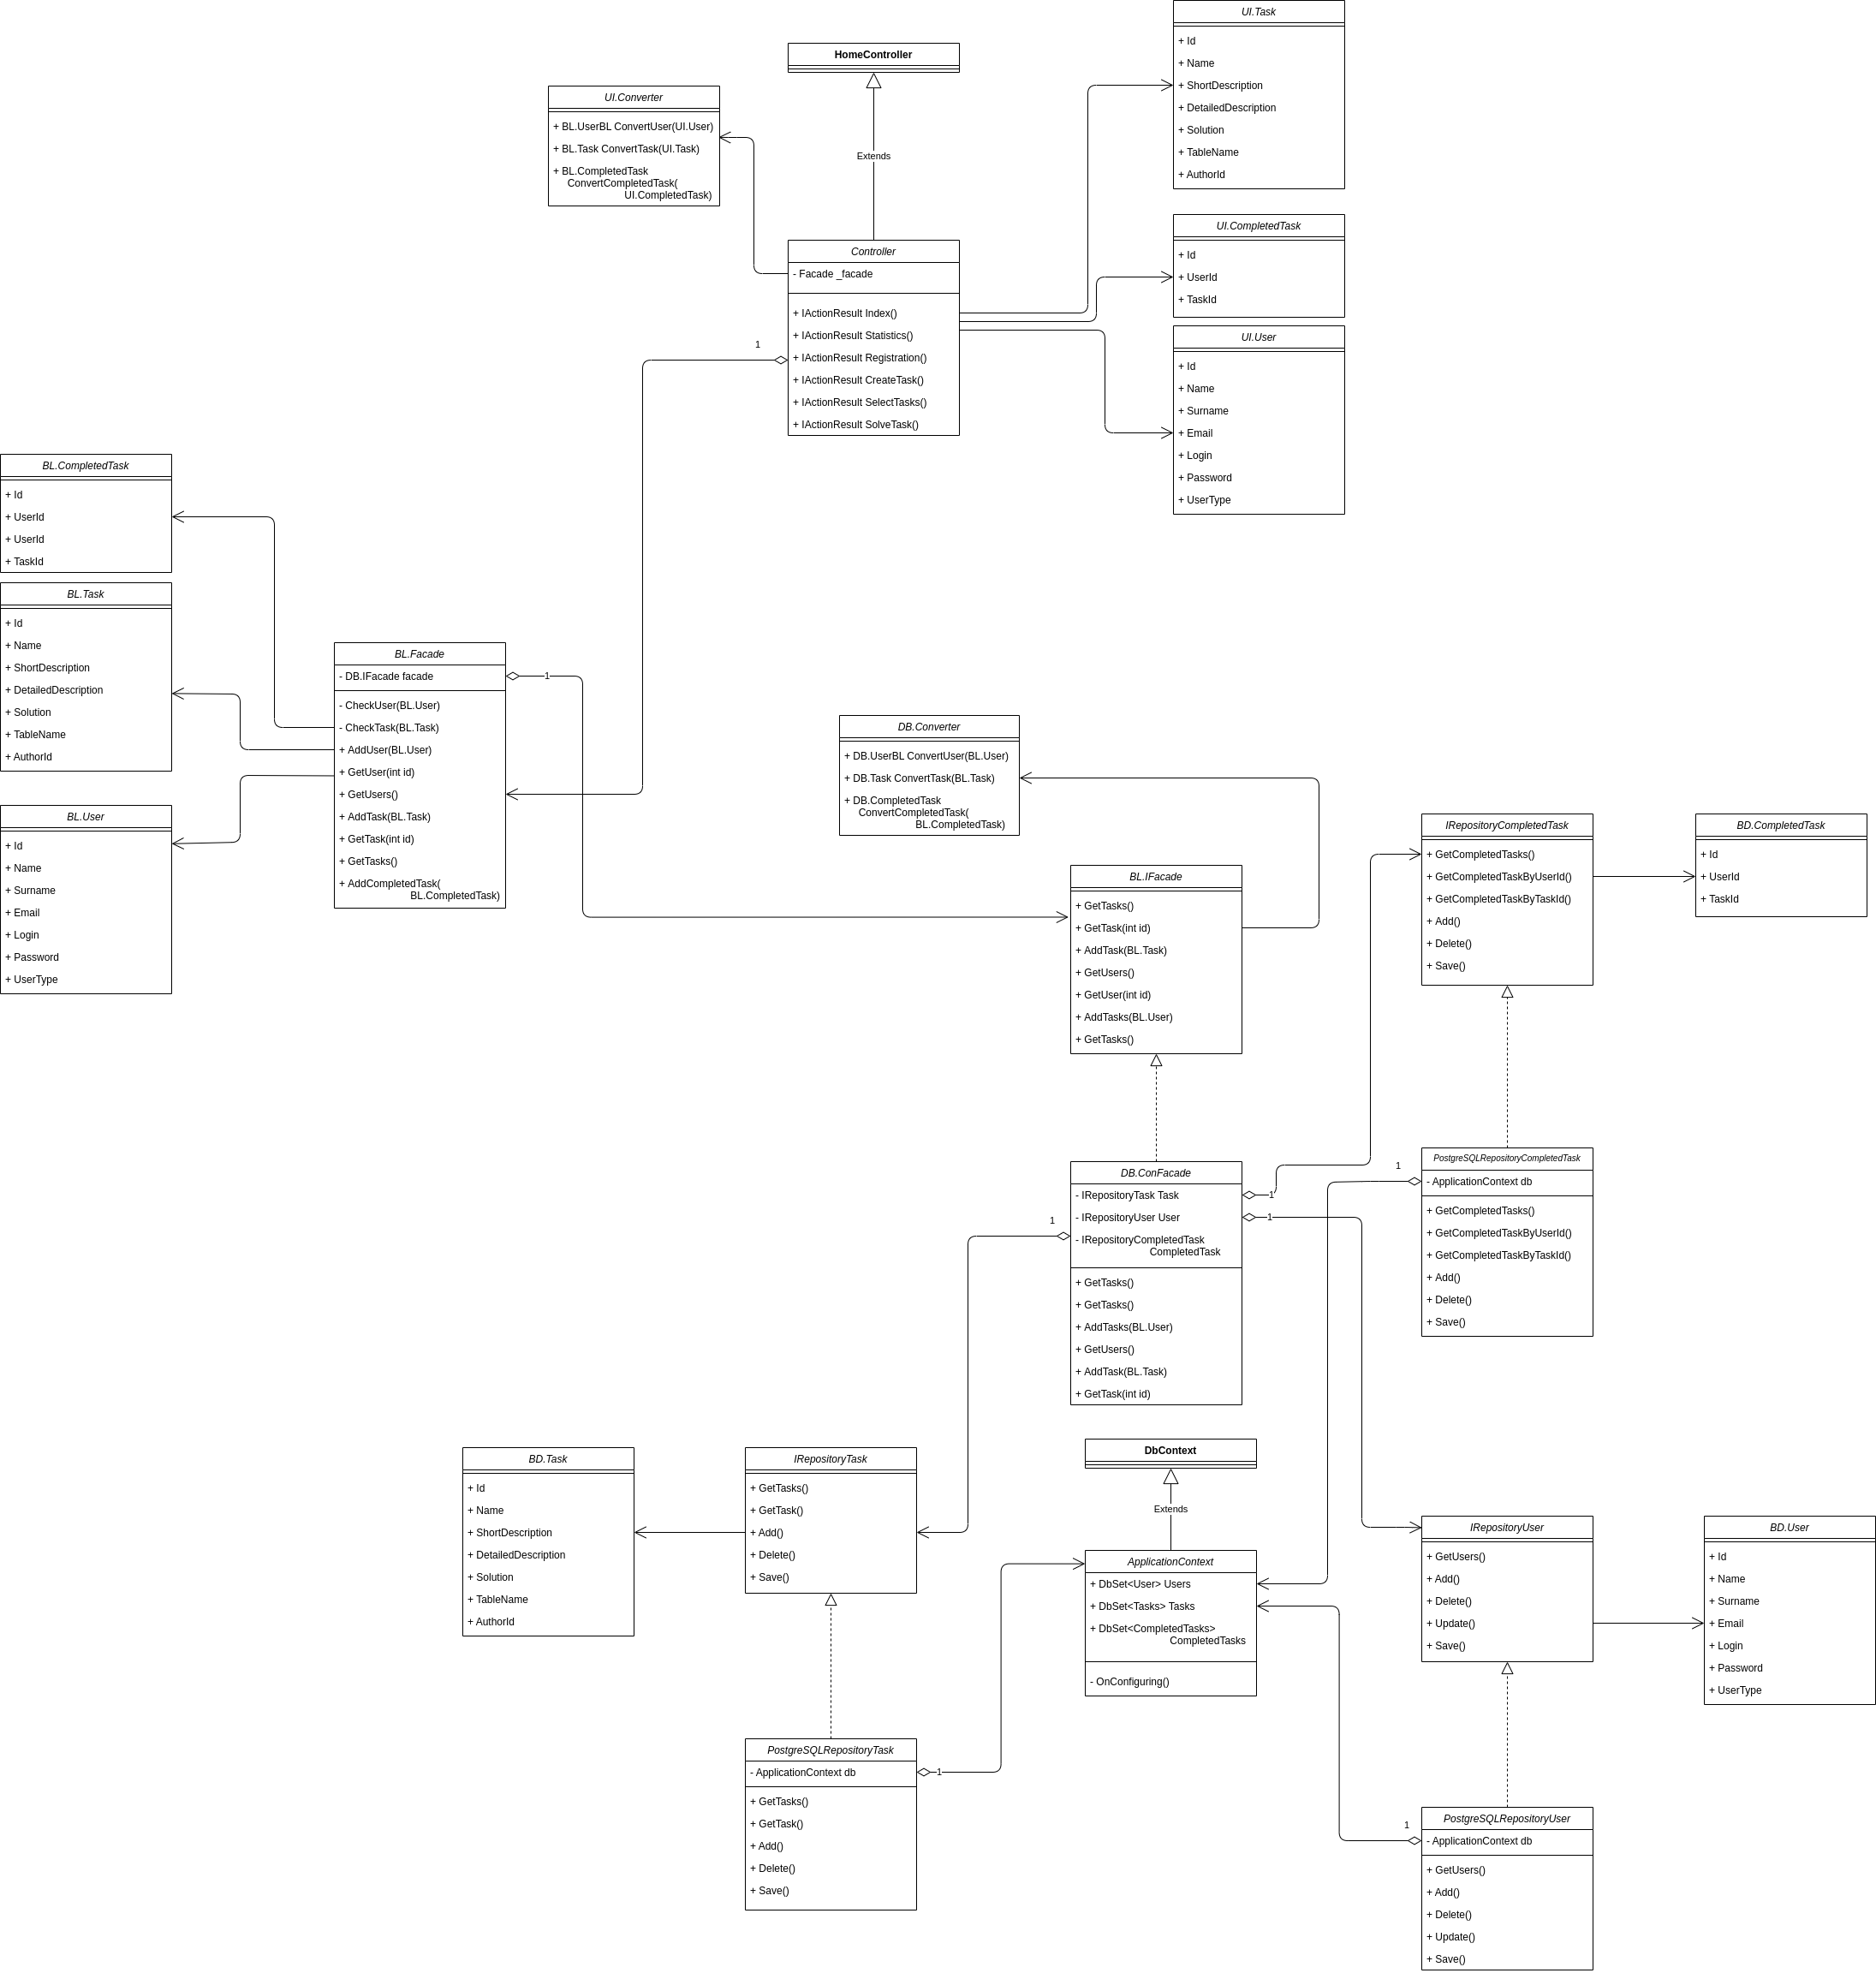 UI.Task
+ Id
+ Name
+ ShortDescription
+ DetailedDescription
+ Solution
+ TableName
+ AuthorId
HomeController
UI.Converter
+ BL.UserBL ConvertUser(UI.User)
+ BL.Task ConvertTask(UI.Task)
+ BL.CompletedTask
ConvertCompletedTask(
UI.CompletedTask)
Extends
UI.CompletedTask
+ Id
+ UserId
+ TaskId
Controller
- Facade _facade
+ IActionResult Index()
+ IActionResult Statistics()
+ IActionResult Registration()
+ IActionResult CreateTask()
+ IActionResult SelectTasks()
+ IActionResult SolveTask()
1
UI.User
+ Id
+ Name
+ Surname
+ Email
+ Login
+ Password
+ UserType
BL.CompletedTask
+ Id
+ UserId
+ UserId
+ TaskId
BL.Task
+ Id
+ Name
+ ShortDescription
+ DetailedDescription
+ Solution
+ TableName
+ AuthorId
BL.User
+ Id
+ Name
+ Surname
+ Email
+ Login
+ Password
+ UserType
BL.Facade
- DB.IFacade facade
- CheckUser(BL.User)
- CheckTask(BL.Task)
+ AddUser(BL.User)
+ GetUser(int id)
+ GetUsers()
+ AddTask(BL.Task)
+ GetTask(int id)
+ GetTasks()
+ AddCompletedTask(
BL.CompletedTask)
1
DB.Converter
+ DB.UserBL ConvertUser(BL.User)
+ DB.Task ConvertTask(BL.Task)
+ DB.CompletedTask
ConvertCompletedTask(
BL.CompletedTask)
BL.IFacade
+ GetTasks()
+ GetTask(int id)
+ AddTask(BL.Task)
+ GetUsers()
+ GetUser(int id)
+ AddTasks(BL.User)
+ GetTasks()
IRepositoryCompletedTask
+ GetCompletedTasks()
+ GetCompletedTaskByUserId()
+ GetCompletedTaskByTaskId()
+ Add()
+ Delete()
+ Save()
BD.CompletedTask
+ Id
+ UserId
+ TaskId
DB.ConFacade
- IRepositoryTask Task
- IRepositoryUser User
- IRepositoryCompletedTask
CompletedTask
+ GetTasks()
+ GetTasks()
+ AddTasks(BL.User)
+ GetUsers()
+ AddTask(BL.Task)
+ GetTask(int id)
1
1
1
PostgreSQLRepositoryCompletedTask
- ApplicationContext db
+ GetCompletedTasks()
+ GetCompletedTaskByUserId()
+ GetCompletedTaskByTaskId()
+ Add()
+ Delete()
+ Save()
1
BD.Task
+ Id
+ Name
+ ShortDescription
+ DetailedDescription
+ Solution
+ TableName
+ AuthorId
IRepositoryTask
+ GetTasks()
+ GetTask()
+ Add()
+ Delete()
+ Save()
DbContext
Extends
ApplicationContext
+ DbSet<User> Users
+ DbSet<Tasks> Tasks
+ DbSet<CompletedTasks>
CompletedTasks
- OnConfiguring()
IRepositoryUser
+ GetUsers()
+ Add()
+ Delete()
+ Update()
+ Save()
BD.User
+ Id
+ Name
+ Surname
+ Email
+ Login
+ Password
+ UserType
PostgreSQLRepositoryTask
- ApplicationContext db
+ GetTasks()
+ GetTask()
+ Add()
+ Delete()
+ Save()
1
PostgreSQLRepositoryUser
- ApplicationContext db
+ GetUsers()
+ Add()
+ Delete()
+ Update()
+ Save()
1